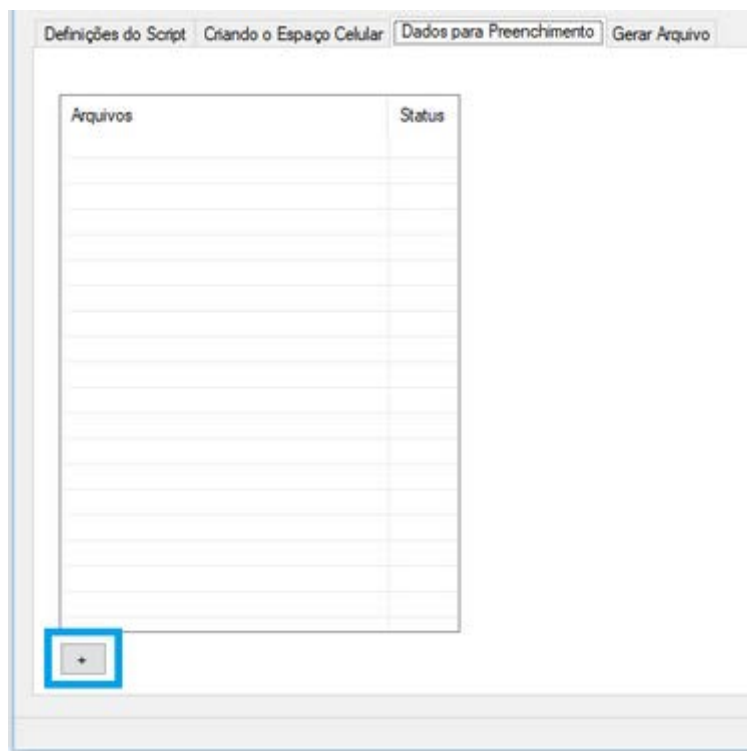 Definições do Script Criando o Espaço Celular Dados para Preenchimento Gerar Arquivo
Arquivos Status
+